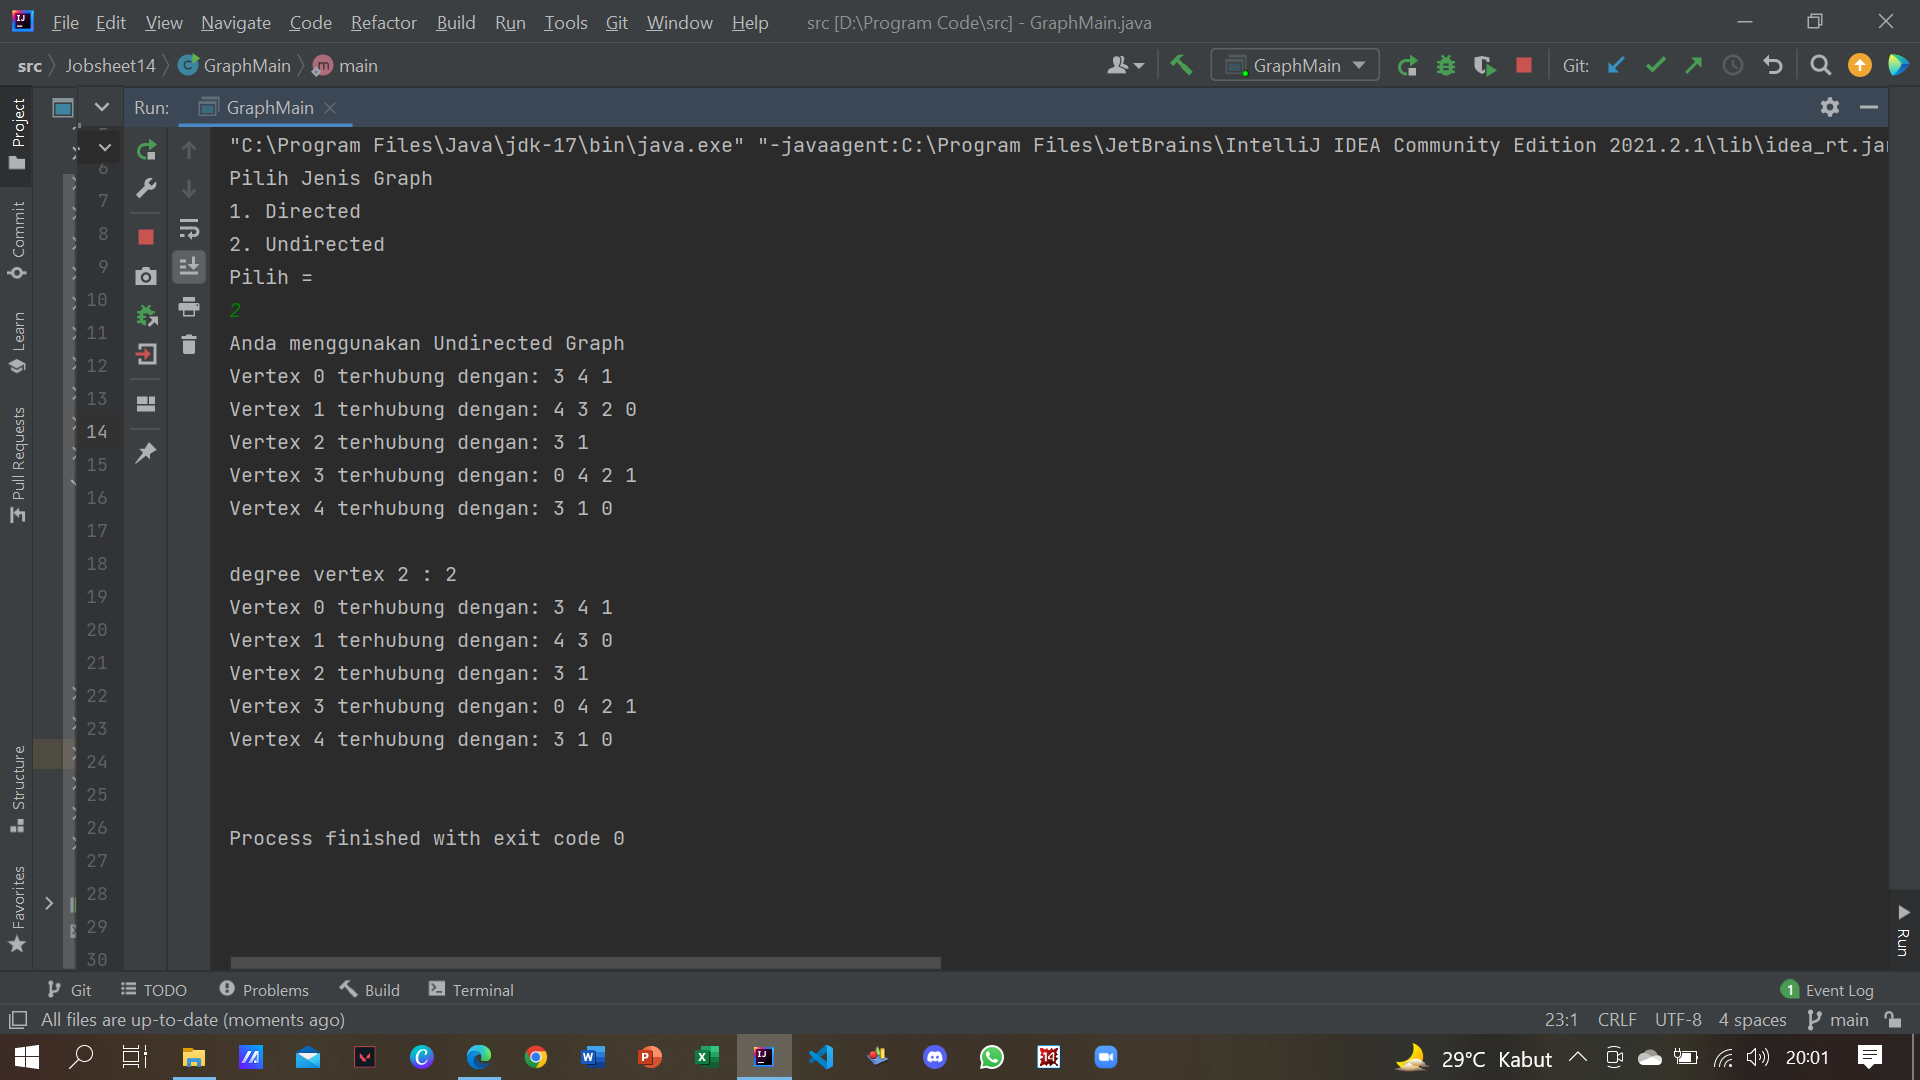 File Edit View Navigate Code Refactor Build Run Tools Git Window Help src [D:\Program Code\src] - GraphMain.java
src Jobsheet14 GraphMain main GraphMain Git:
Project
Commit
Learn
Pull Requests
Structure
Favorites
Run: GraphMain
6
7
8
9
10
11
12
13
14
15
16
17
18
19
20
21
22
23
24
25
26
27
28
29
30
"C:\Program Files\Java\jdk-17\bin\java.exe" "-javaagent:C:\Program Files\JetBrains\IntelliJ IDEA Community Edition 2021.2.1\lib\idea_rt.jar
Pilih Jenis Graph
1. Directed
2. Undirected
Pilih =
2
Anda menggunakan Undirected Graph
Vertex 0 terhubung dengan: 3 4 1
Vertex 1 terhubung dengan: 4 3 2 0
Vertex 2 terhubung dengan: 3 1
Vertex 3 terhubung dengan: 0 4 2 1
Vertex 4 terhubung dengan: 3 1 0
degree vertex 2 : 2
Vertex 0 terhubung dengan: 3 4 1
Vertex 1 terhubung dengan: 4 3 0
Vertex 2 terhubung dengan: 3 1
Vertex 3 terhubung dengan: 0 4 2 1
Vertex 4 terhubung dengan: 3 1 0
Process finished with exit code 0
Run
Git TODO Problems Build Terminal 1 Event Log
All files are up-to-date (moments ago) 23:1 CRLF UTF-8 4 spaces main
29°C Kabut 20:01